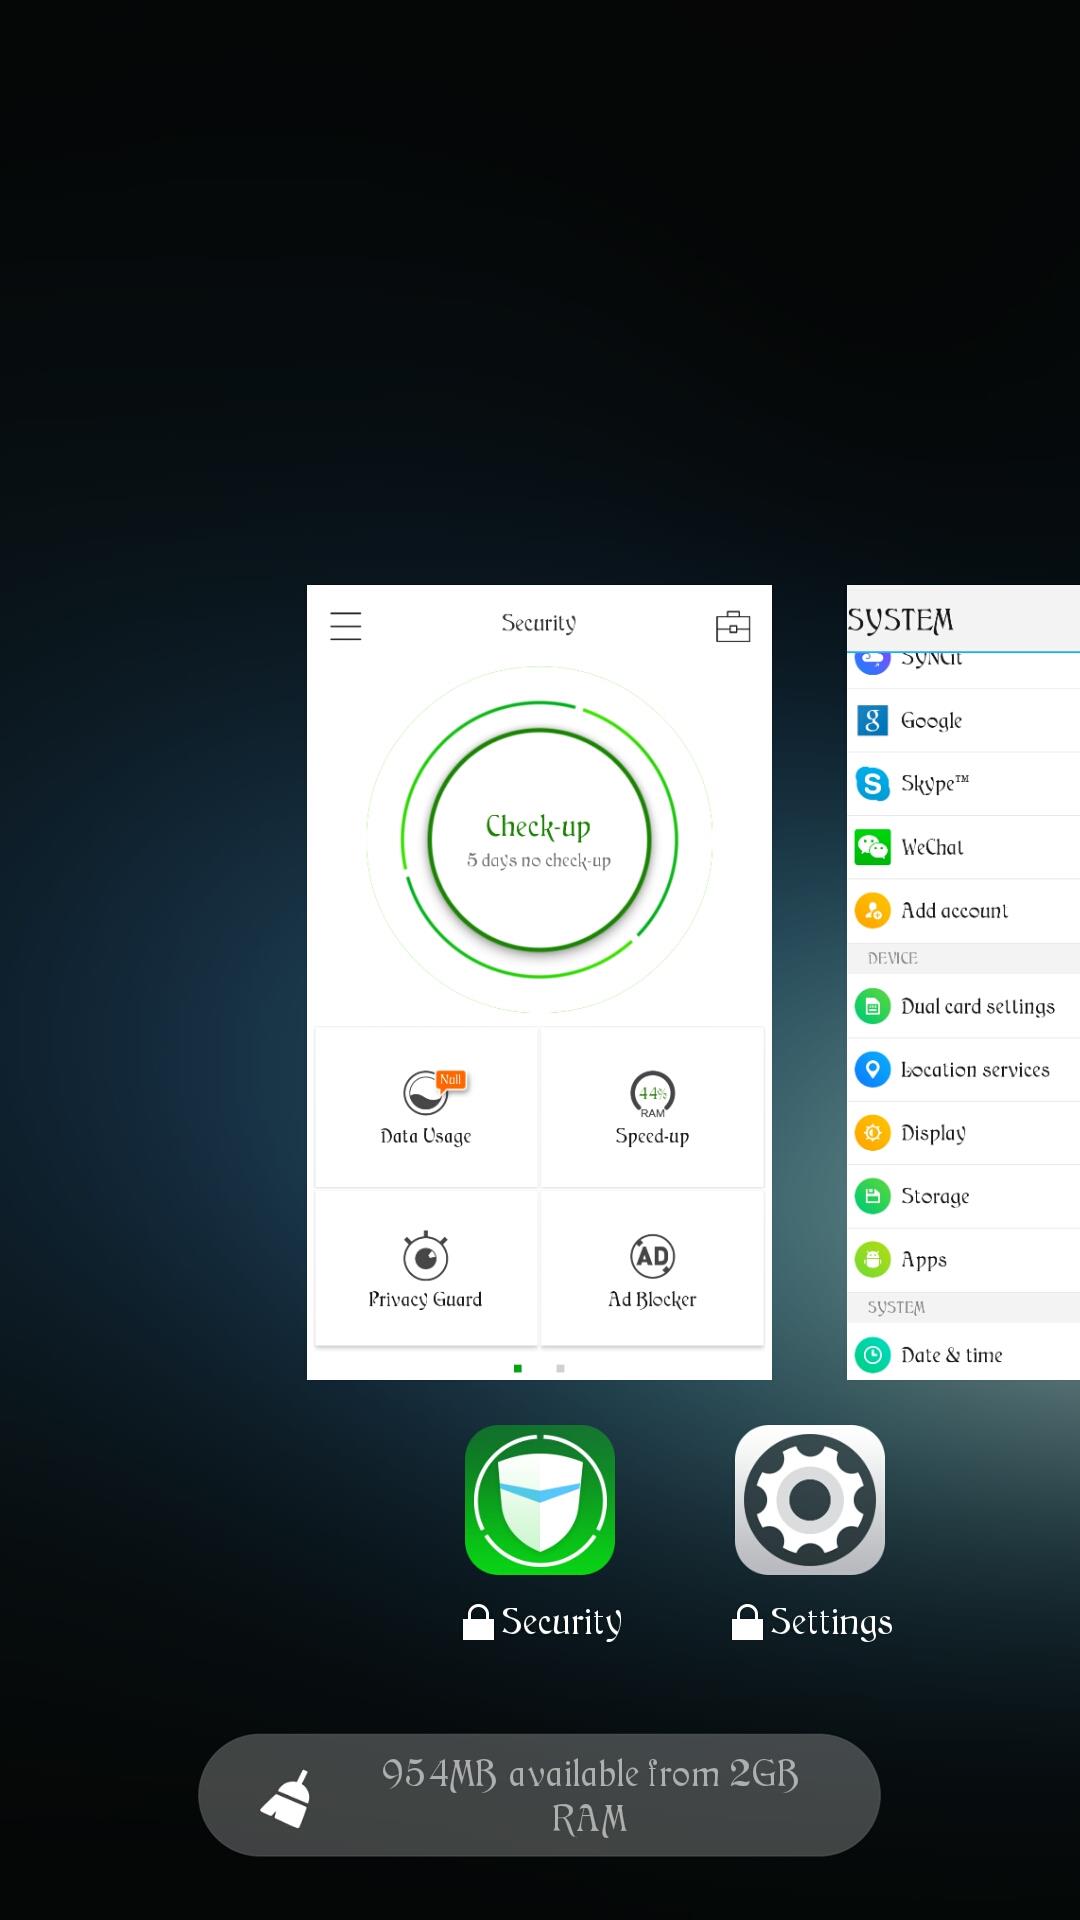 Security
Check-up
5 days no check-up
Null
Data Usage
44%
RAM
Speed-up
Privacy Guard
AD
Ad Blocker
SYSTEM
SYNCit
g
Google
S
Skype™
WeChat
Add account
DEVICE
Dual card settings
Location services
Display
Storage
Apps
SYSTEM
Date & time
Security
Settings
954MB available from 2GB
RAM